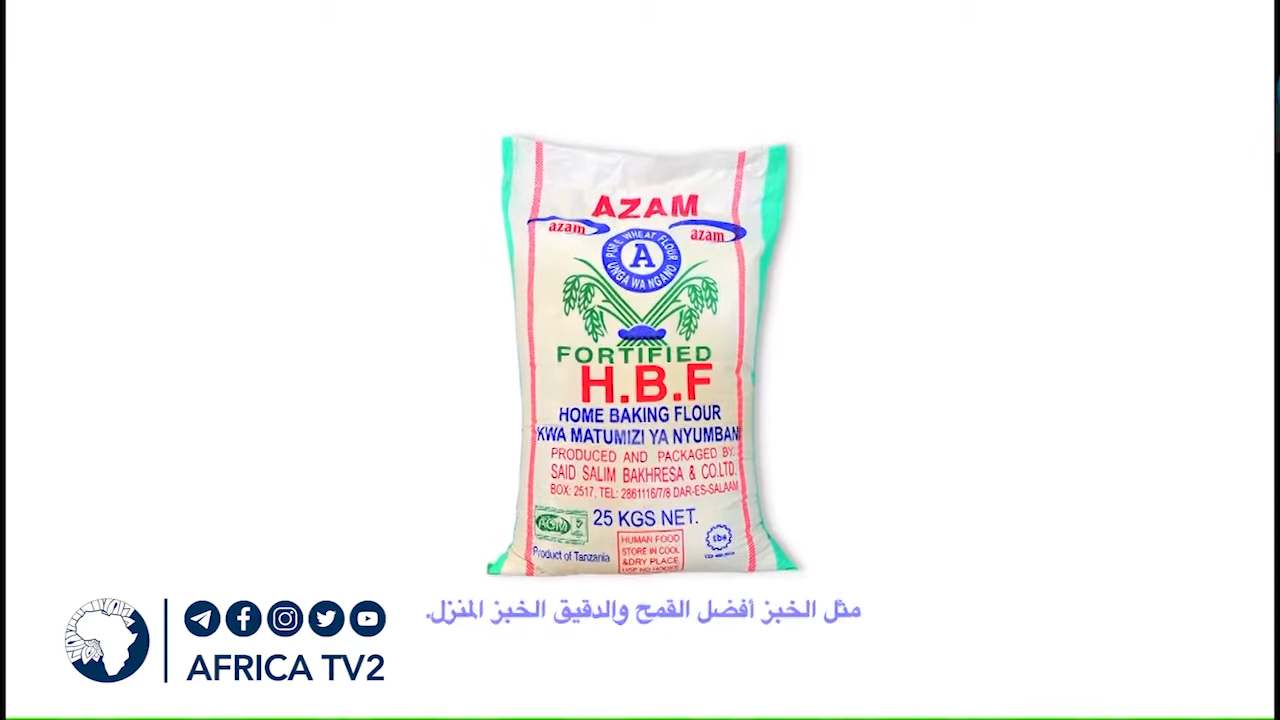 AZAM
azam
azam
PURE WHEAT FLOUR
A
UNGA WA NGANO
FORTIFIED
H.B.F
HOME BAKING FLOUR
KWA MATUMIZI YA NYUMBANI
PRODUCED AND PACKAGED BY:
SAID SALIM BAKHRESA & CO.LTD.
BOX: 2517, TEL: 2861116/7/8 DAR-ES-SALAAM
25 KGS NET.
tbs
Product of Tanzania
HUMAN FOOD
STORE IN COOL
&DRY PLACE
USE NO HOOKS
مثل الخبز أفضل القمح والدقيق الخبز المنزل.
AFRICA TV2